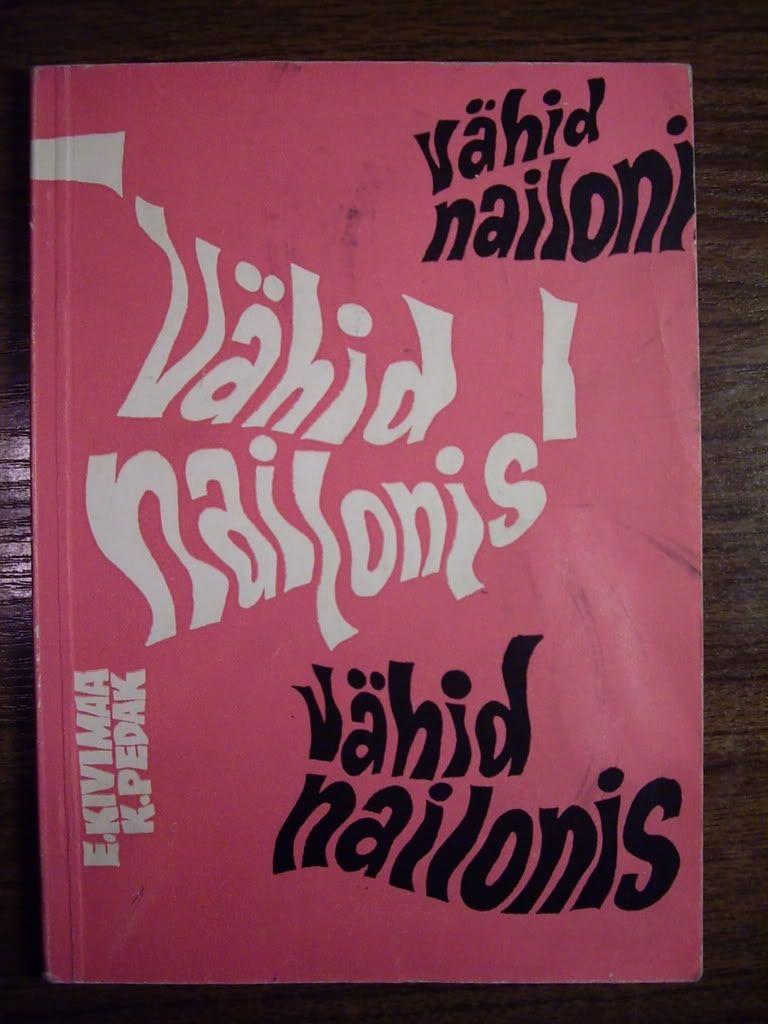 Vähid
nailoni
Vähid
nailonis
E. KIVIMAA
K. PEDAK
Vähid
nailonis